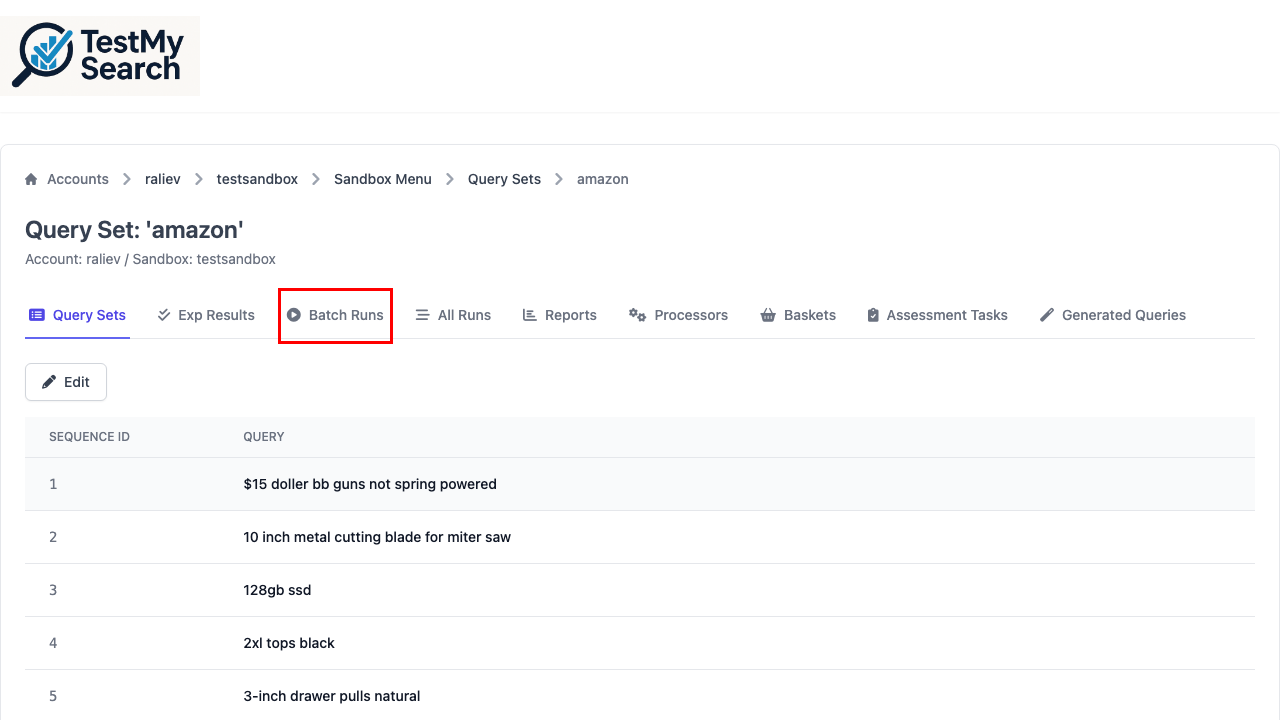 TestMy
Search
Accounts raliev testsandbox Sandbox Menu Query Sets amazon
Query Set: 'amazon'
Account: raliev / Sandbox: testsandbox
Query Sets Exp Results Batch Runs All Runs Reports Processors Baskets Assessment Tasks Generated Queries
Edit
SEQUENCE ID QUERY
1 $15 doller bb guns not spring powered
2 10 inch metal cutting blade for miter saw
3 128gb ssd
4 2xl tops black
5 3-inch drawer pulls natural